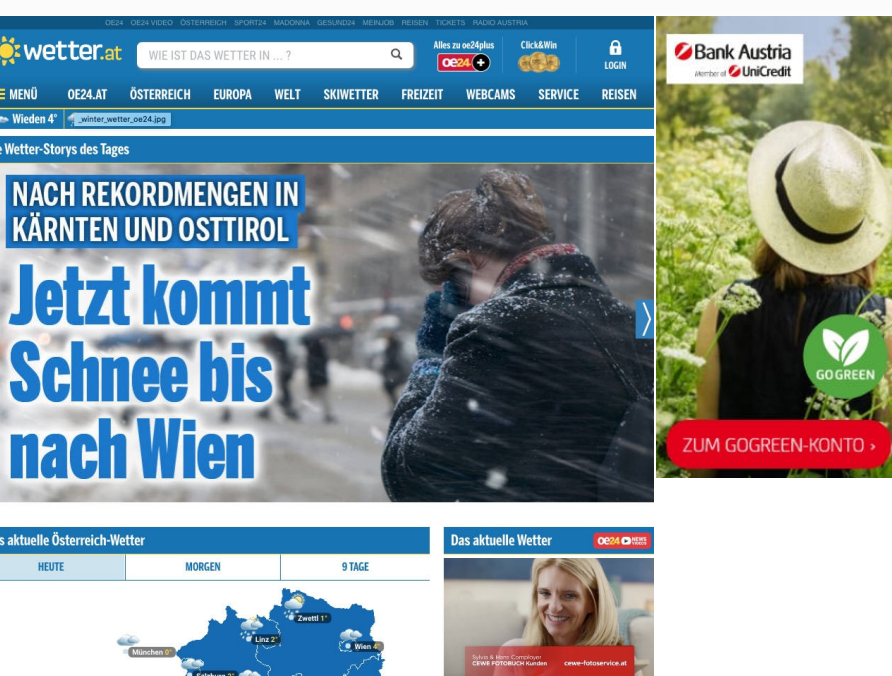 OE24 OE24 VIDEO ÖSTERREICH SPORT24 MADONNA GESUND24 MEINJOB REISEN TICKETS RADIO AUSTRIA
wetter.at
WIE IST DAS WETTER IN ... ?
Alles zu oe24plus
oe24 +
Click&Win
LOGIN
MENÜ OE24.AT ÖSTERREICH EUROPA WELT SKIWETTER FREIZEIT WEBCAMS SERVICE REISEN
Wieden 4°
_winter_wetter_oe24.jpg
e Wetter-Storys des Tages
NACH REKORDMENGEN IN
KÄRNTEN UND OSTTIROL
Jetzt kommt
Schnee bis
nach Wien
Bank Austria
Member of UniCredit
GO GREEN
ZUM GOGREEN-KONTO ›
s aktuelle Österreich-Wetter
HEUTE MORGEN 9 TAGE
Zwettl 1°
Linz 2°
Wien 4°
München 0°
Salzburg 2°
Das aktuelle Wetter
oe24 NEWS
Sylvia & Hans Camployer
CEWE FOTOBUCH Kunden
cewe-fotoservice.at